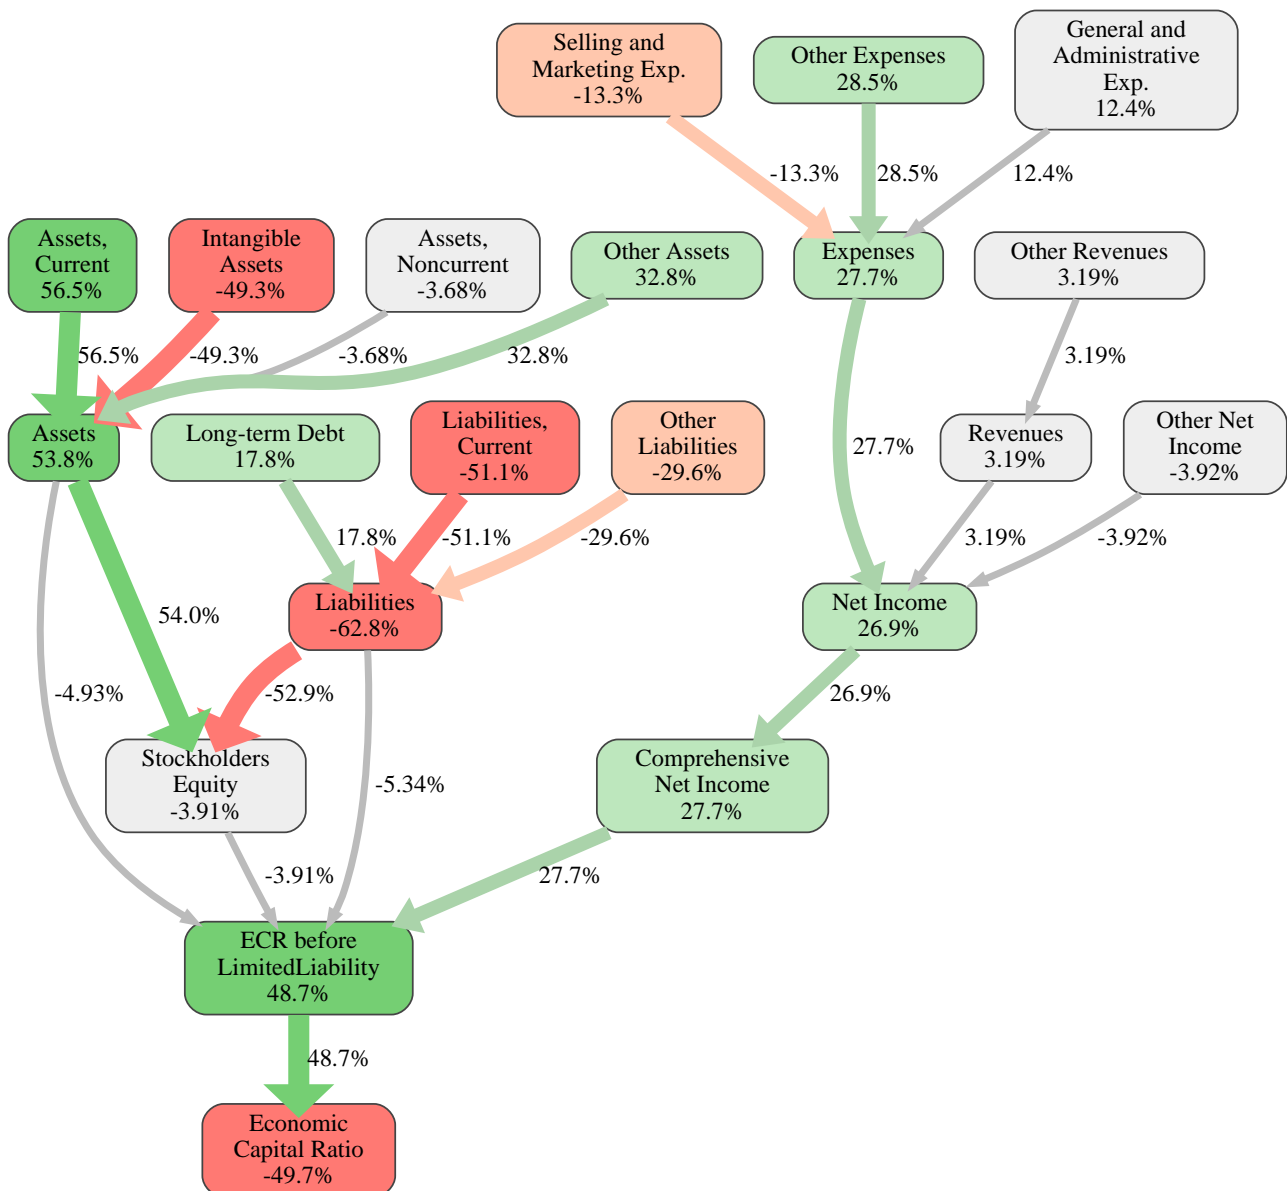 Selling and
Marketing Exp.
-13.3%
Other Expenses
28.5%
General and
Administrative
Exp.
12.4%
-13.3%
28.5%
12.4%
Assets,
Current
56.5%
Intangible
Assets
-49.3%
Assets,
Noncurrent
-3.68%
Other Assets
32.8%
Expenses
27.7%
Other Revenues
3.19%
56.5%
-49.3%
-3.68%
32.8%
3.19%
Assets
53.8%
Long-term Debt
17.8%
Liabilities,
Current
-51.1%
Other
Liabilities
-29.6%
27.7%
Revenues
3.19%
Other Net
Income
-3.92%
17.8%
-51.1%
-29.6%
3.19%
-3.92%
54.0%
Liabilities
-62.8%
Net Income
26.9%
-4.93%
-52.9%
26.9%
Stockholders
Equity
-3.91%
-5.34%
Comprehensive
Net Income
27.7%
-3.91%
27.7%
ECR before
LimitedLiability
48.7%
48.7%
Economic
Capital Ratio
-49.7%